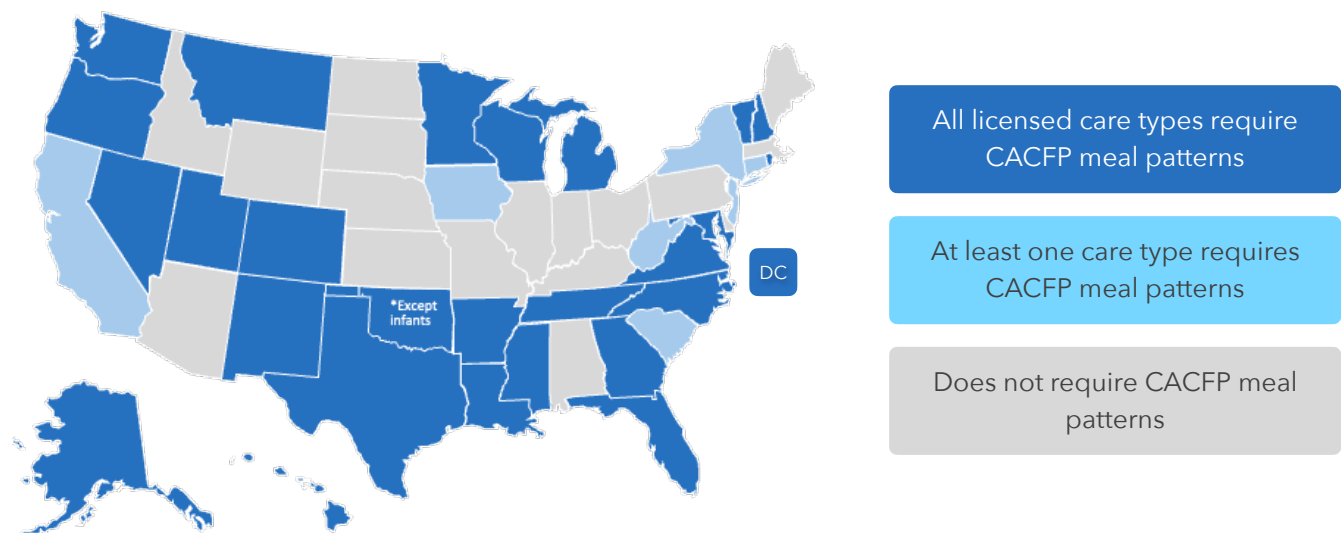 *Except
infants
DC
All licensed care types require
CACFP meal patterns
At least one care type requires
CACFP meal patterns
Does not require CACFP meal
patterns